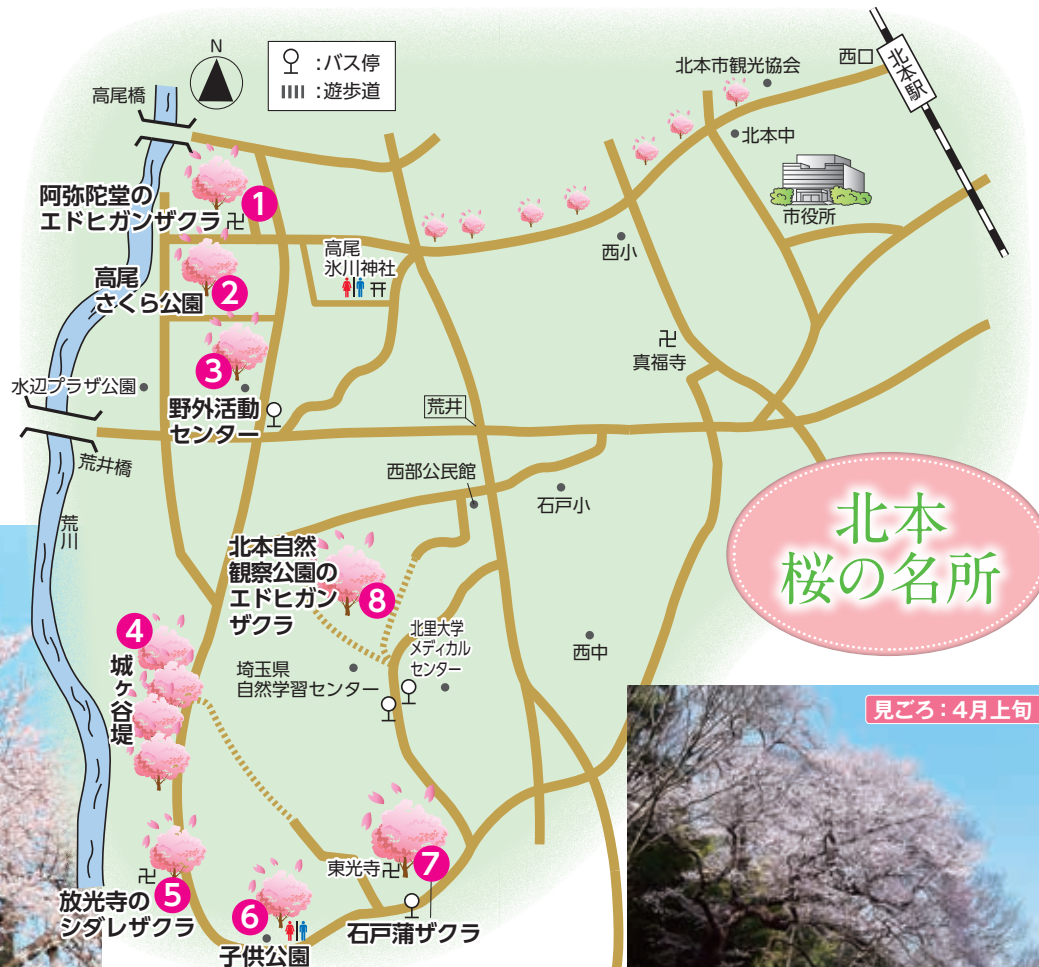 N
:バス停
:遊歩道
高尾橋
北本市観光協会
西口
北本駅
北本中
市役所
阿弥陀堂の
エドヒガンザクラ
1
高尾
氷川神社
西小
高尾
さくら公園
2
真福寺
3
水辺プラザ公園
野外活動
センター
荒井
荒井橋
西部公民館
石戸小
荒川
北本
桜の名所
北本自然
観察公園の
エドヒガン
ザクラ
8
北里大学
メディカル
センター
西中
4
城ヶ谷堤
埼玉県
自然学習センター
見ごろ:4月上旬
東光寺
7
放光寺の
シダレザクラ
5
6
子供公園
石戸蒲ザクラ